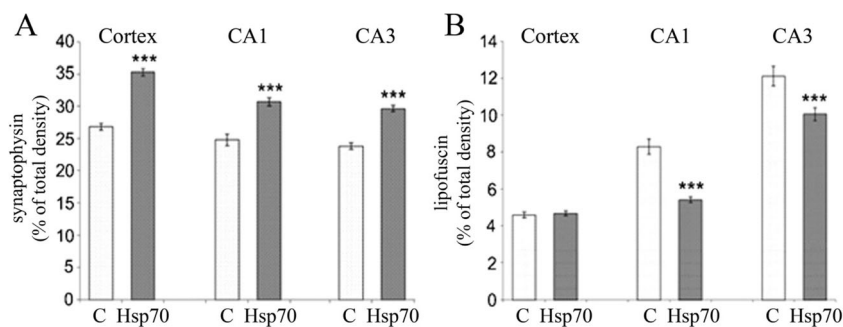 A
Cortex CA1 CA3
synaptophysin
(% of total density)
40
35
30
25
20
15
10
5
0
*** *** ***
C Hsp70 C Hsp70 C Hsp70
B
Cortex CA1 CA3
lipofuscin
(% of total density)
14
12
10
8
6
4
2
0
*** ***
C Hsp70 C Hsp70 C Hsp70